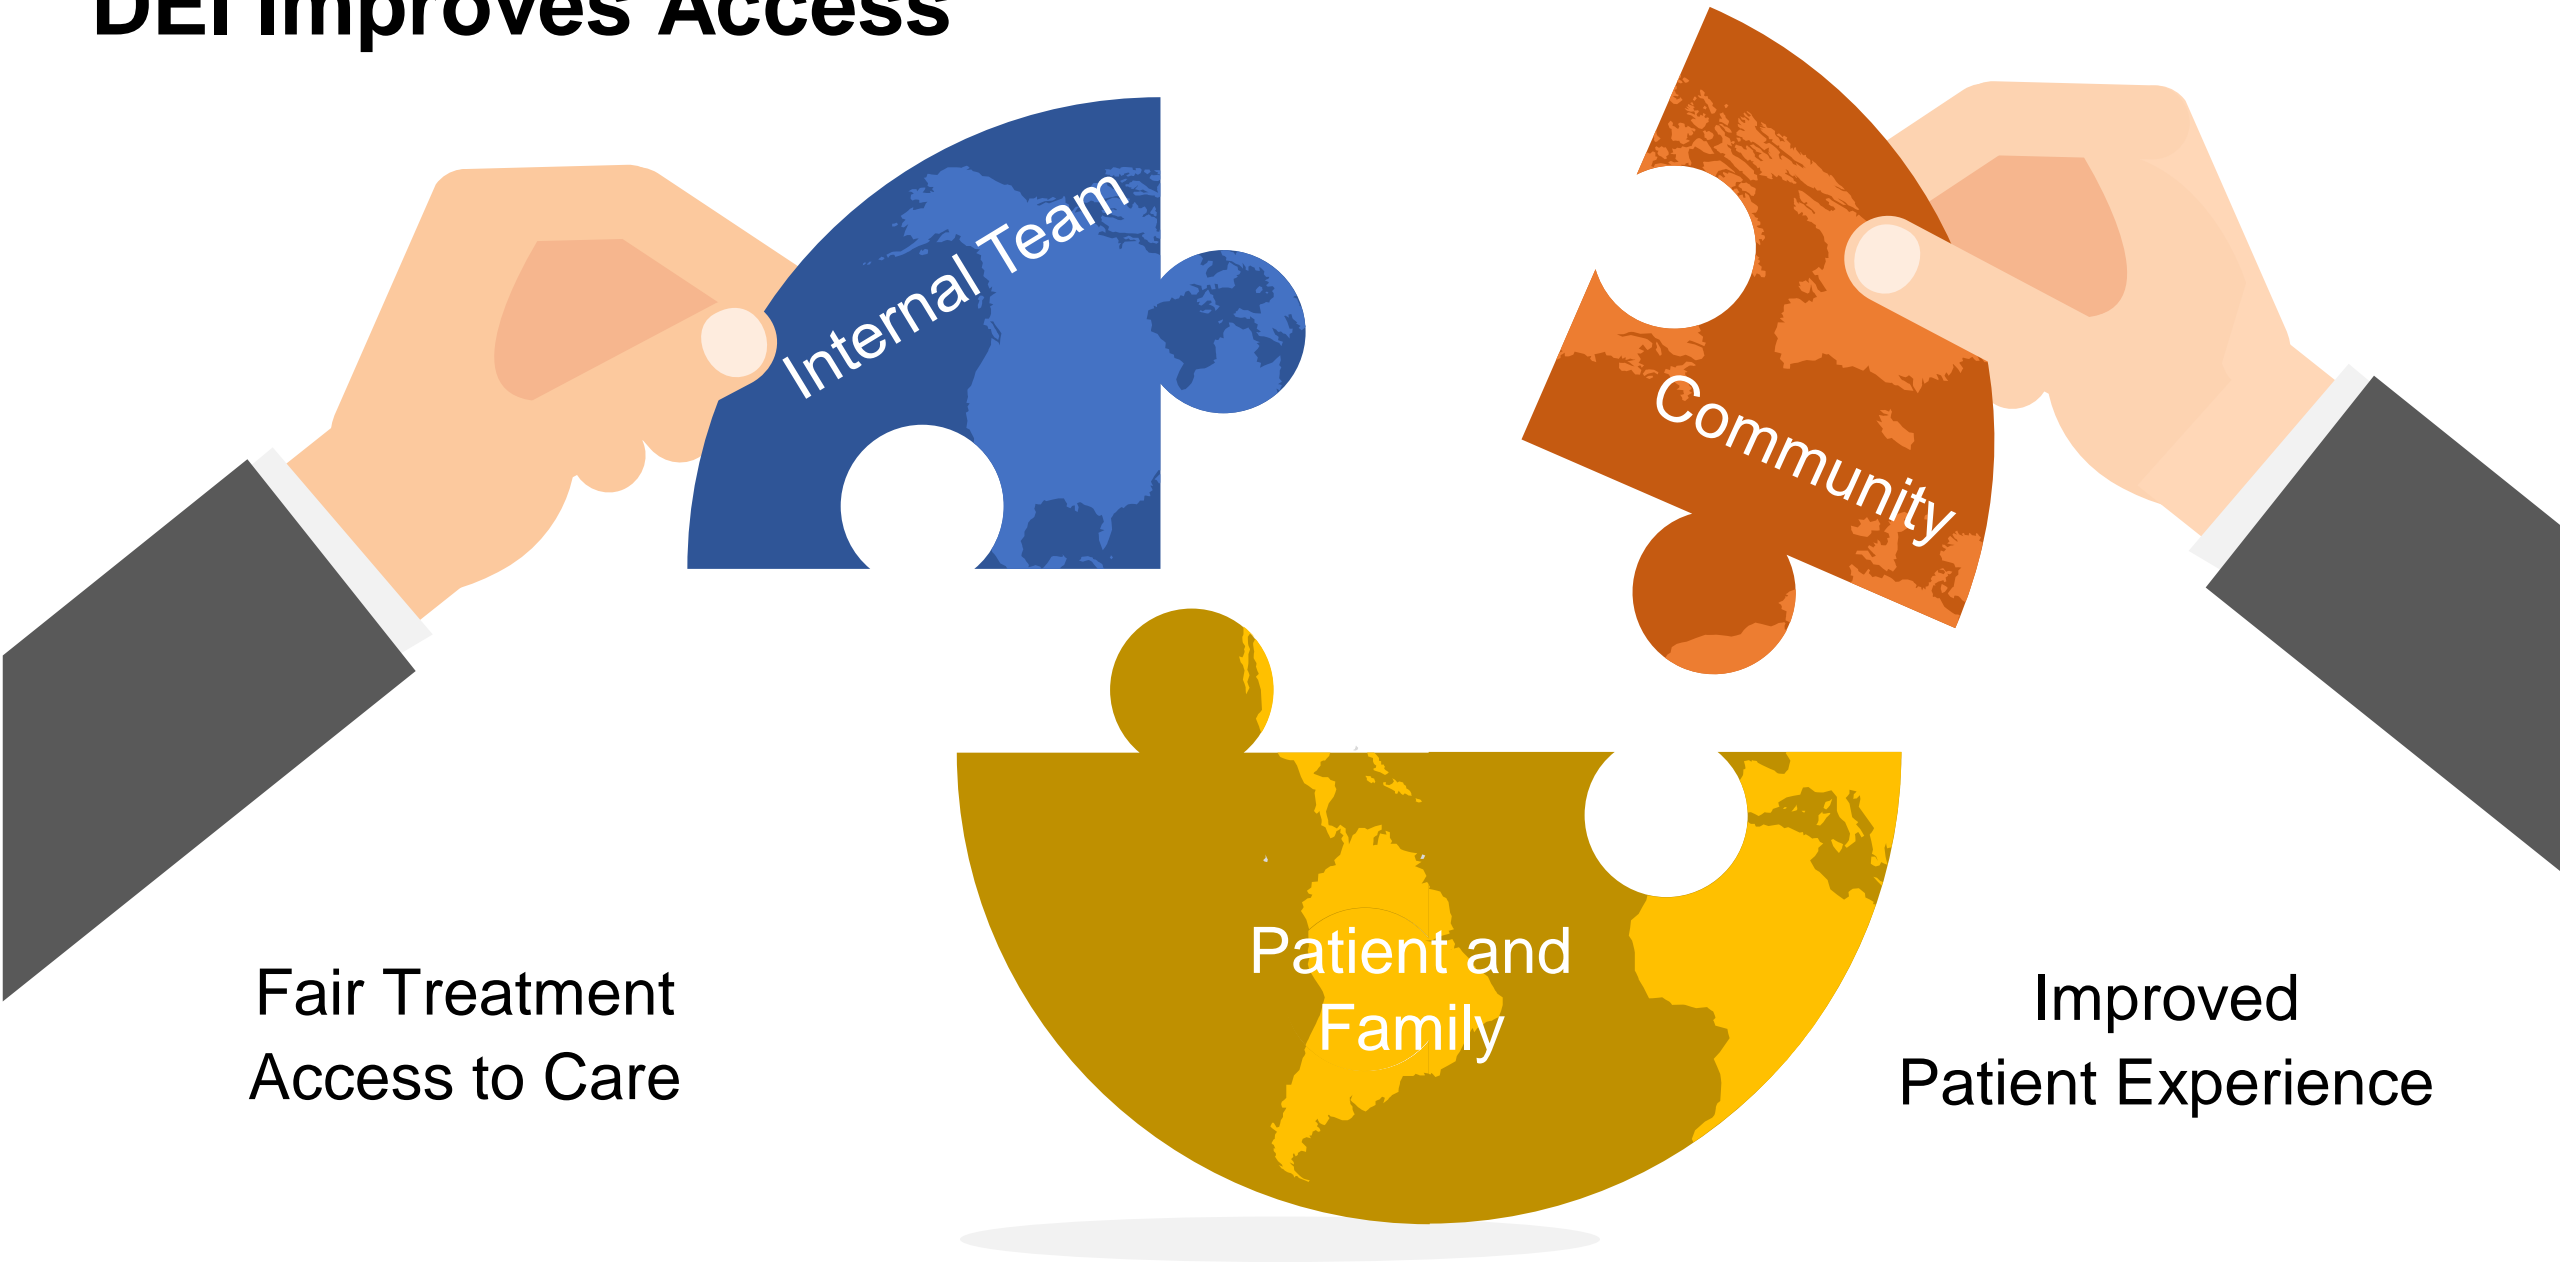 DEI Improves Access
Internal Team
Community
Patient and
Family
Fair Treatment
Access to Care
Improved
Patient Experience